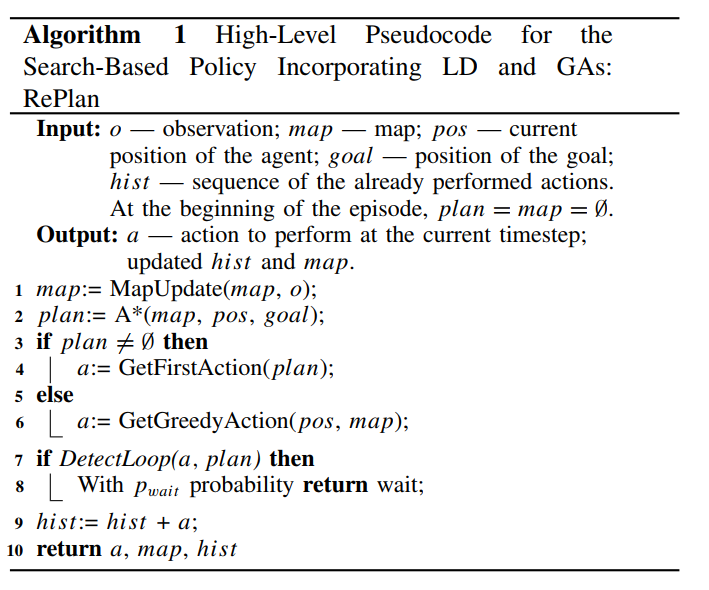 Algorithm 1 High-Level Pseudocode for the
Search-Based Policy Incorporating LD and GAs:
RePlan
Input: o — observation; map — map; pos — current
position of the agent; goal — position of the goal;
hist — sequence of the already performed actions.
At the beginning of the episode, plan = map = ∅.
Output: a — action to perform at the current timestep;
updated hist and map.
1 map:= MapUpdate(map, o);
2 plan:= A*(map, pos, goal);
3 if plan ≠ ∅ then
4 a:= GetFirstAction(plan);
5 else
6 a:= GetGreedyAction(pos, map);
7 if DetectLoop(a, plan) then
8 With p_wait probability return wait;
9 hist:= hist + a;
10 return a, map, hist